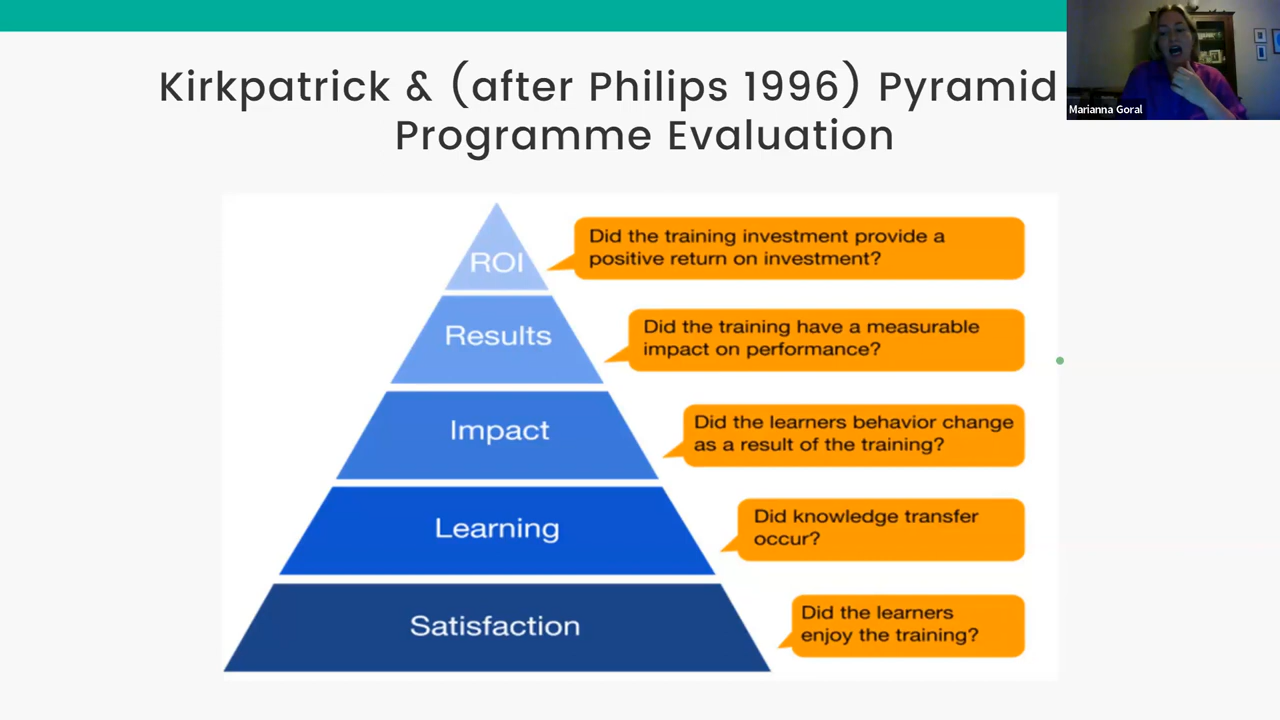 Kirkpatrick & (after Philips 1996) Pyramid
Programme Evaluation
Marianna Goral
ROI
Did the training investment provide a
positive return on investment?
Results
Did the training have a measurable
impact on performance?
Impact
Did the learners behavior change
as a result of the training?
Learning
Did knowledge transfer
occur?
Satisfaction
Did the learners
enjoy the training?